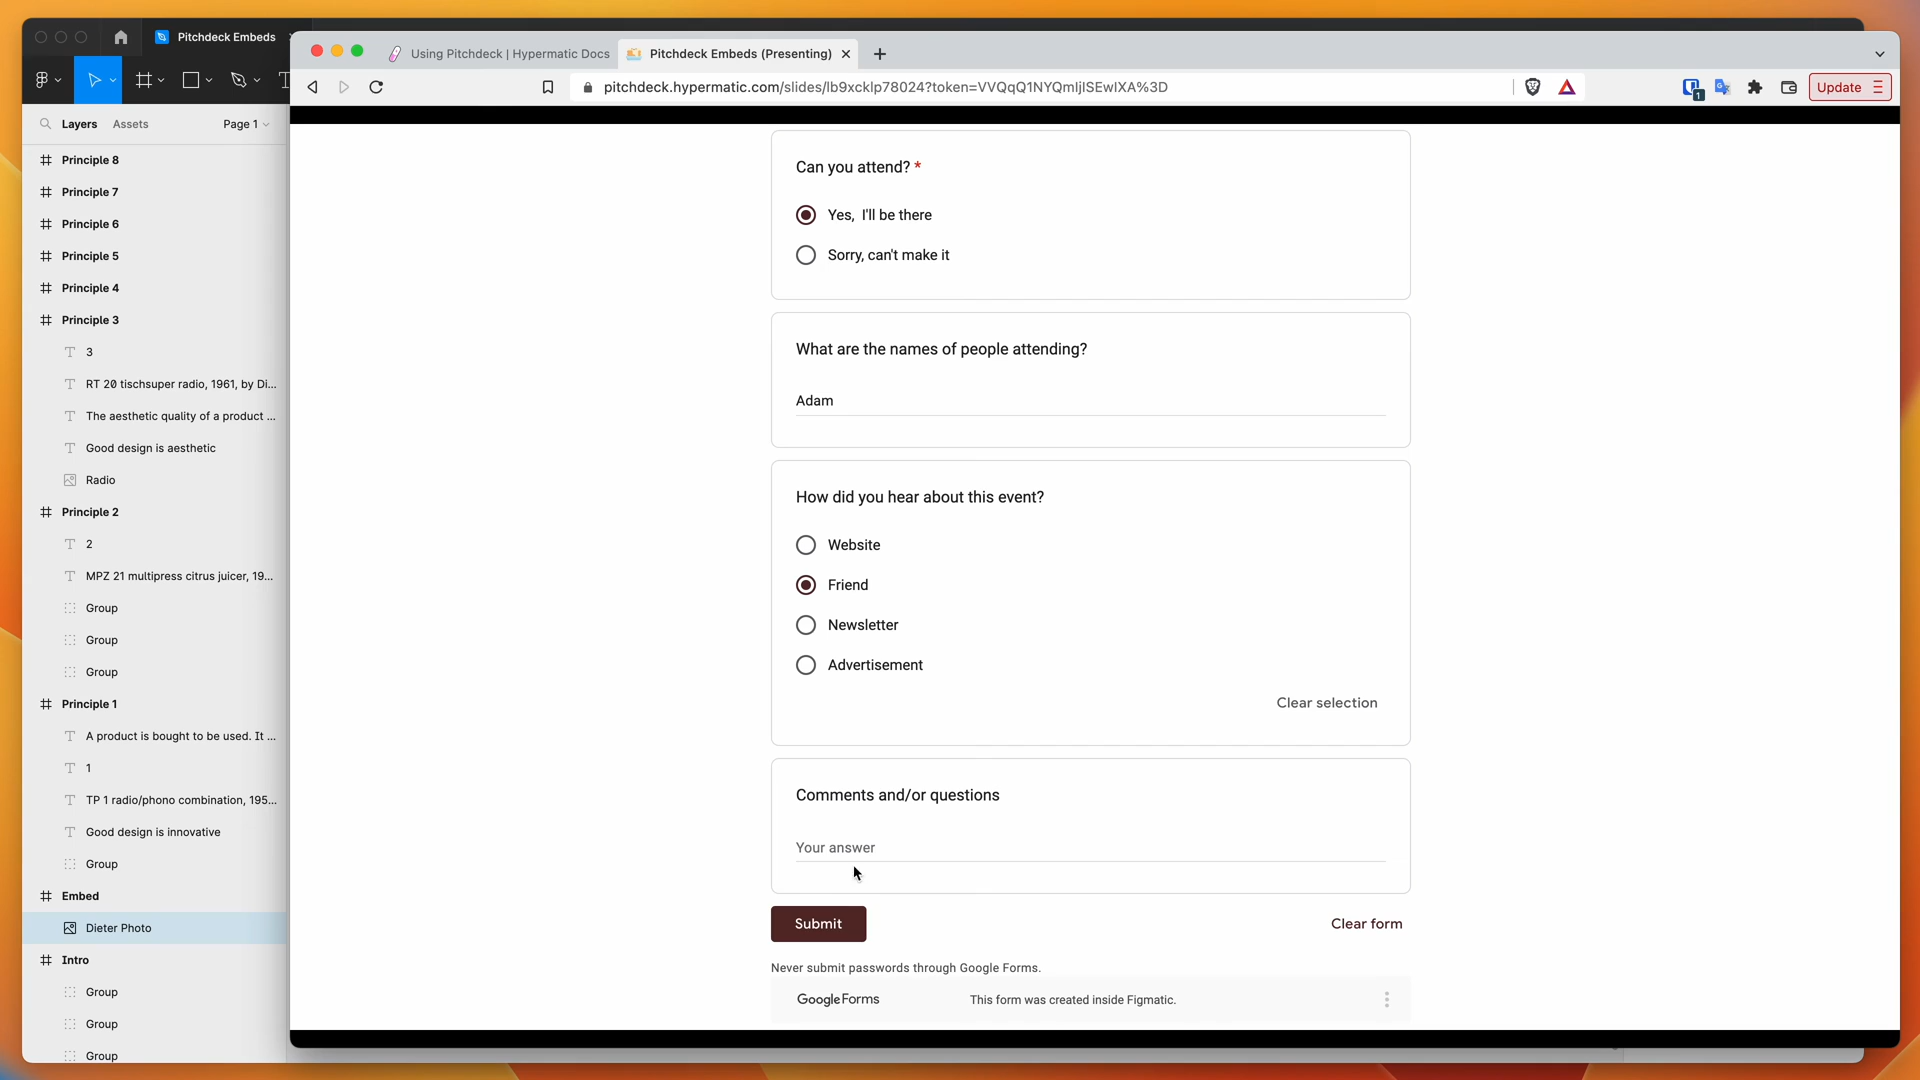 Pitchdeck Embeds
Using Pitchdeck | Hypermatic Docs
Pitchdeck Embeds (Presenting)
pitchdeck.hypermatic.com/slides/lb9xcklp78024?token=VVQqQ1NYQmljISEwIXA%3D
1
Update
Layers
Assets
Page 1
Principle 8
Principle 7
Principle 6
Principle 5
Principle 4
Principle 3
3
RT 20 tischsuper radio, 1961, by Di...
The aesthetic quality of a product ...
Good design is aesthetic
Radio
Principle 2
2
MPZ 21 multipress citrus juicer, 19...
Group
Group
Group
Principle 1
A product is bought to be used. It ...
1
TP 1 radio/phono combination, 195...
Good design is innovative
Group
Embed
Dieter Photo
Intro
Group
Group
Group
Can you attend? *
Yes, I'll be there
Sorry, can't make it
What are the names of people attending?
Adam
How did you hear about this event?
Website
Friend
Newsletter
Advertisement
Clear selection
Comments and/or questions
Your answer
Submit
Clear form
Never submit passwords through Google Forms.
Google Forms
This form was created inside Figmatic.